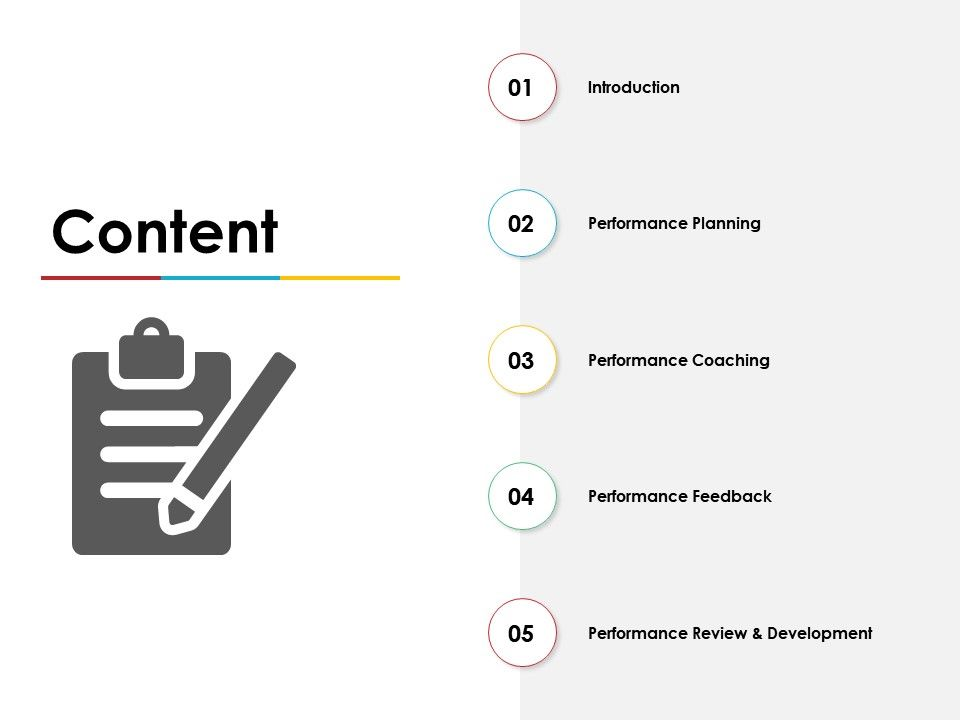 Content
01
Introduction
02
Performance Planning
03
Performance Coaching
04
Performance Feedback
05
Performance Review & Development